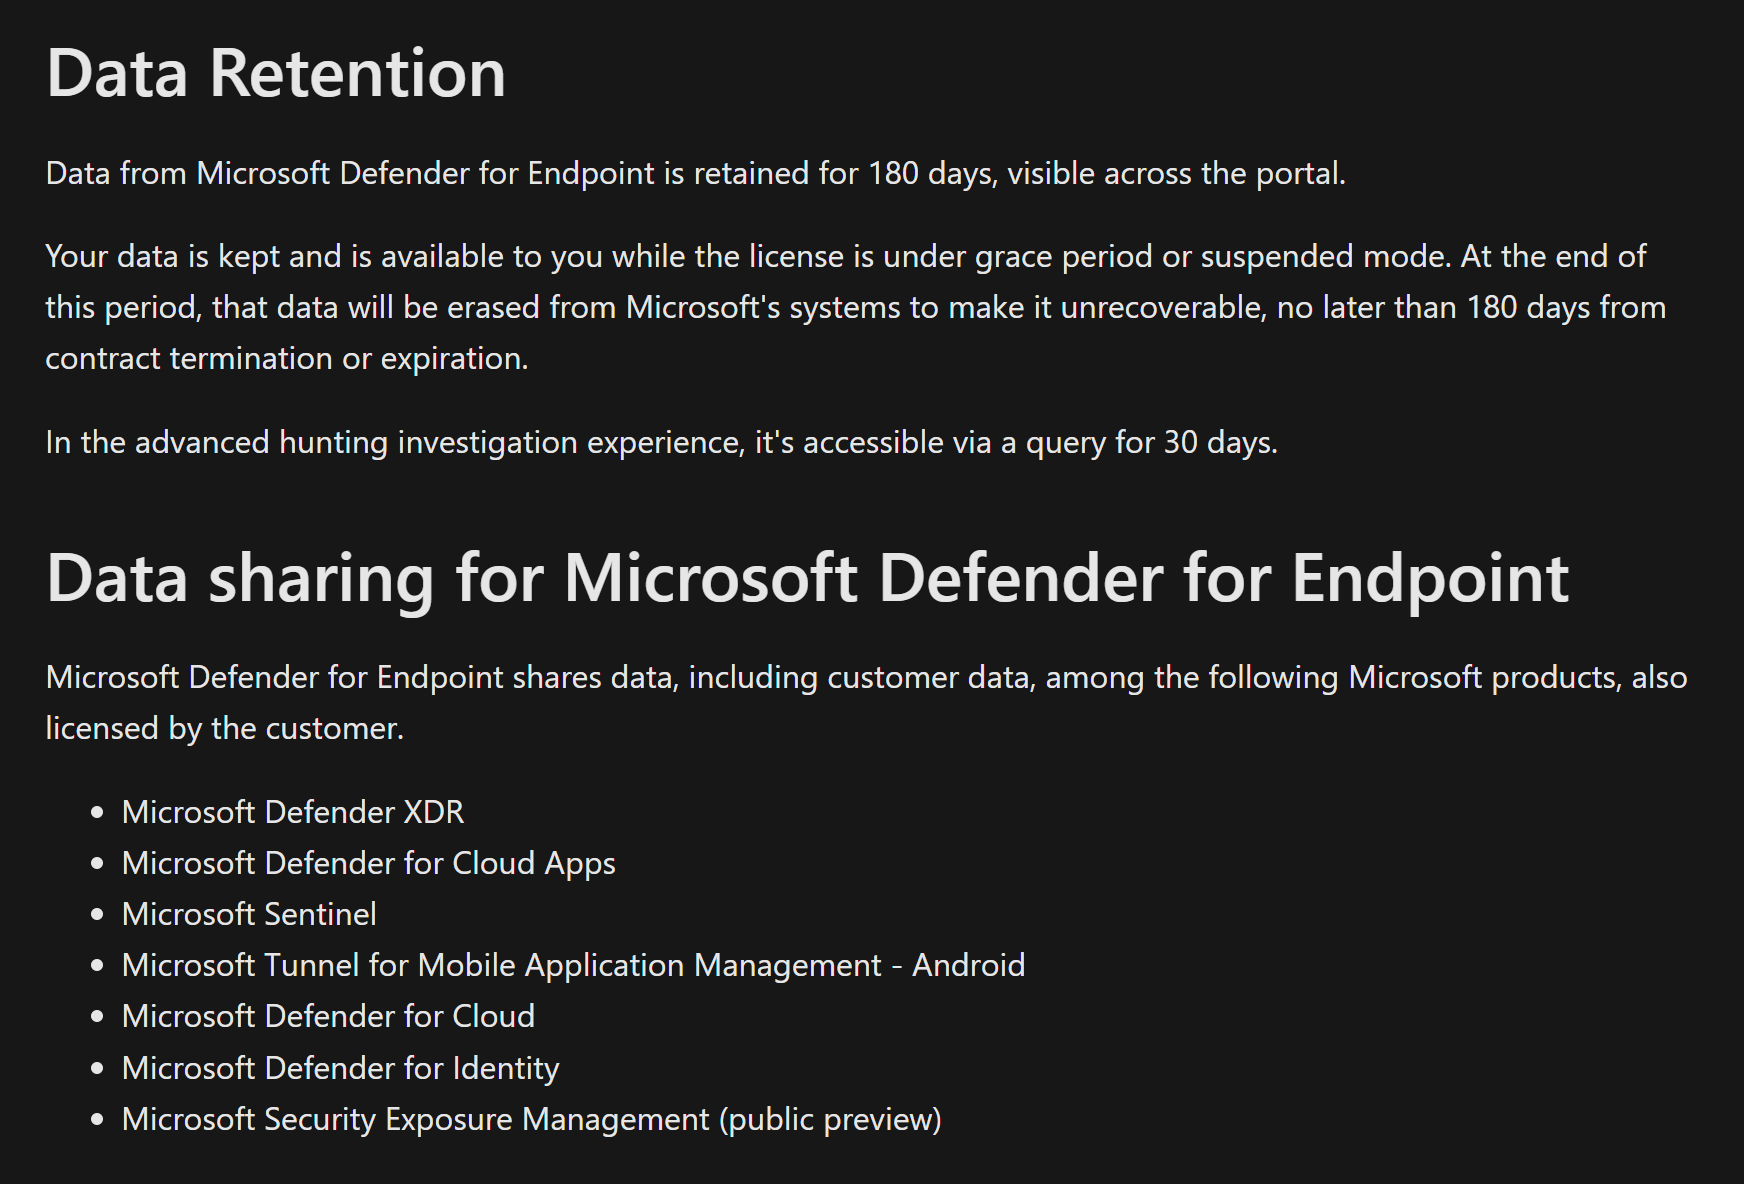 Data Retention
Data from Microsoft Defender for Endpoint is retained for 180 days, visible across the portal.
Your data is kept and is available to you while the license is under grace period or suspended mode. At the end of
this period, that data will be erased from Microsoft's systems to make it unrecoverable, no later than 180 days from
contract termination or expiration.
In the advanced hunting investigation experience, it's accessible via a query for 30 days.
Data sharing for Microsoft Defender for Endpoint
Microsoft Defender for Endpoint shares data, including customer data, among the following Microsoft products, also
licensed by the customer.
• Microsoft Defender XDR
• Microsoft Defender for Cloud Apps
• Microsoft Sentinel
• Microsoft Tunnel for Mobile Application Management - Android
• Microsoft Defender for Cloud
• Microsoft Defender for Identity
• Microsoft Security Exposure Management (public preview)